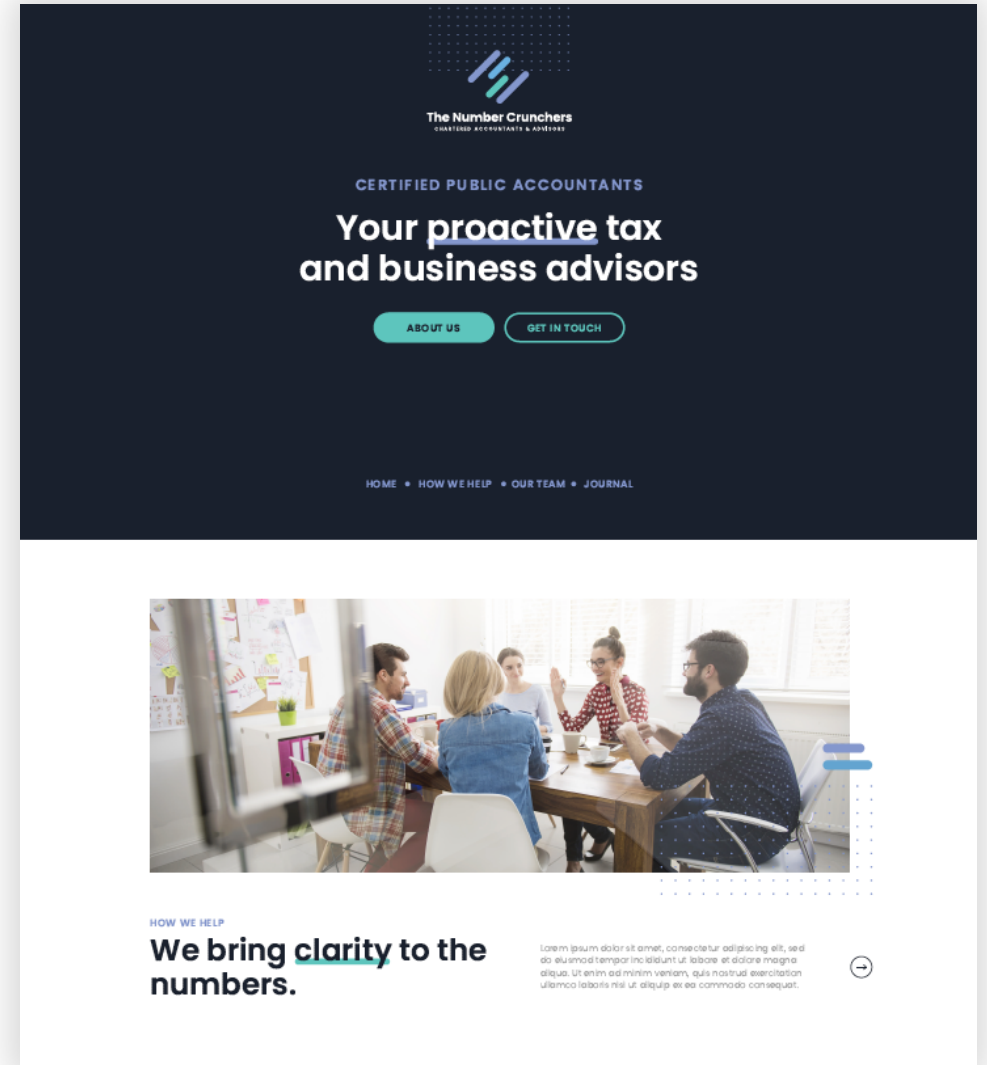 The Number Crunchers
CHARTERED ACCOUNTANTS & ADVISORS
CERTIFIED PUBLIC ACCOUNTANTS
Your proactive tax
and business advisors
ABOUT US
GET IN TOUCH
HOME • HOW WE HELP • OUR TEAM • JOURNAL
HOW WE HELP
We bring clarity to the
numbers.
Lorem ipsum dolor sit amet, consectetur adipiscing elit, sed
do eiusmod tempor incididunt ut labore et dolore magna
aliqua. Ut enim ad minim veniam, quis nostrud exercitation
ullamco laboris nisi ut aliquip ex ea commodo consequat.